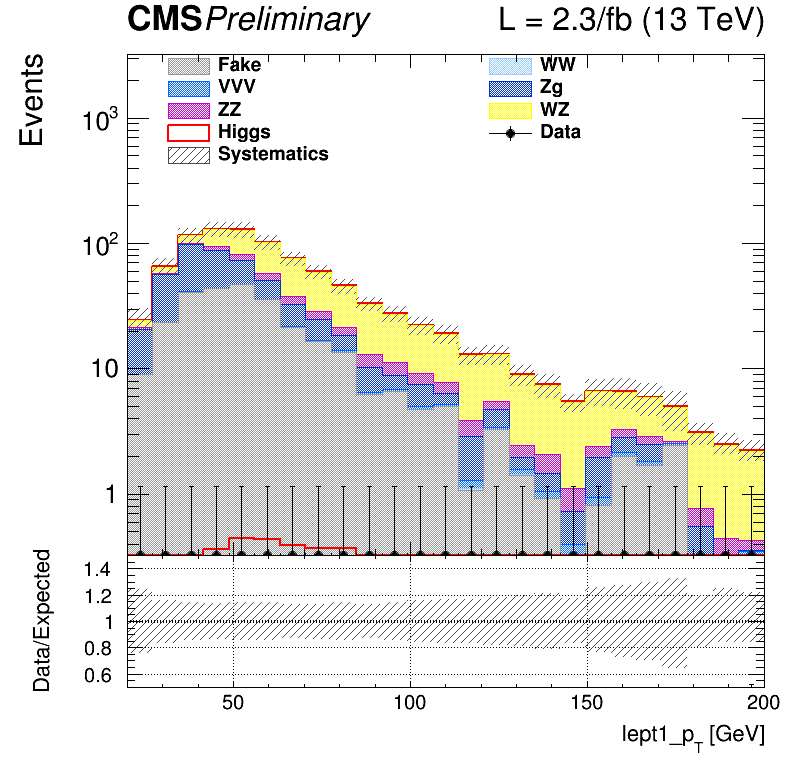 CMS Preliminary L = 2.3/fb (13 TeV)
Events
Fake WW
VVV Zg
ZZ WZ
Higgs Data
Systematics
10³
10²
10
1
Data/Expected
1.4
1.2
1
0.8
0.6
50 100 150 200
lept1_p_T [GeV]